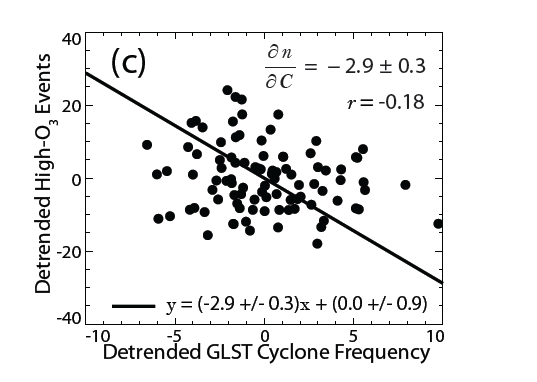 40
(c)
∂n
∂C
= -2.9 ± 0.3
r = -0.18
20
0
-20
-40
Detrended High-O3 Events
y = (-2.9 +/- 0.3)x + (0.0 +/- 0.9)
-10 -5 0 5 10
Detrended GLST Cyclone Frequency